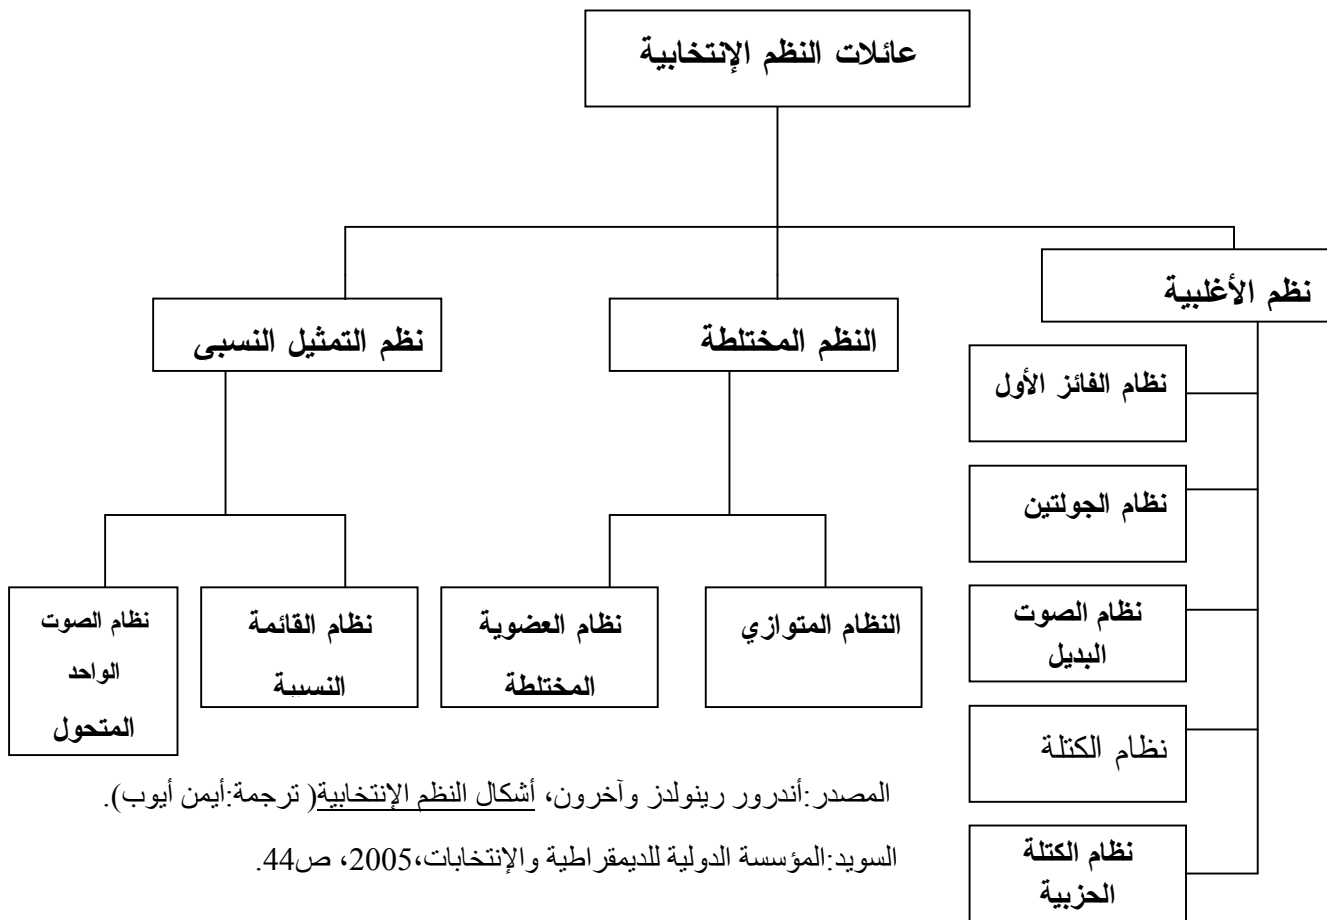 عائلات النظم الإنتخابية
نظم الأغلبية
النظم المختلطة
نظم التمثيل النسبى
نظام الفائز الأول
نظام الجولتين
نظام الصوت
البديل
نظام الكتلة
نظام الكتلة
الحزبية
النظام المتوازي
نظام العضوية
المختلطة
نظام القائمة
النسبية
نظام الصوت
الواحد
المتحول
المصدر:أندرور رينولدز وآخرون، أشكال النظم الإنتخابية( ترجمة:أيمن أيوب).
السويد:المؤسسة الدولية للديمقراطية والإنتخابات،2005، ص44.